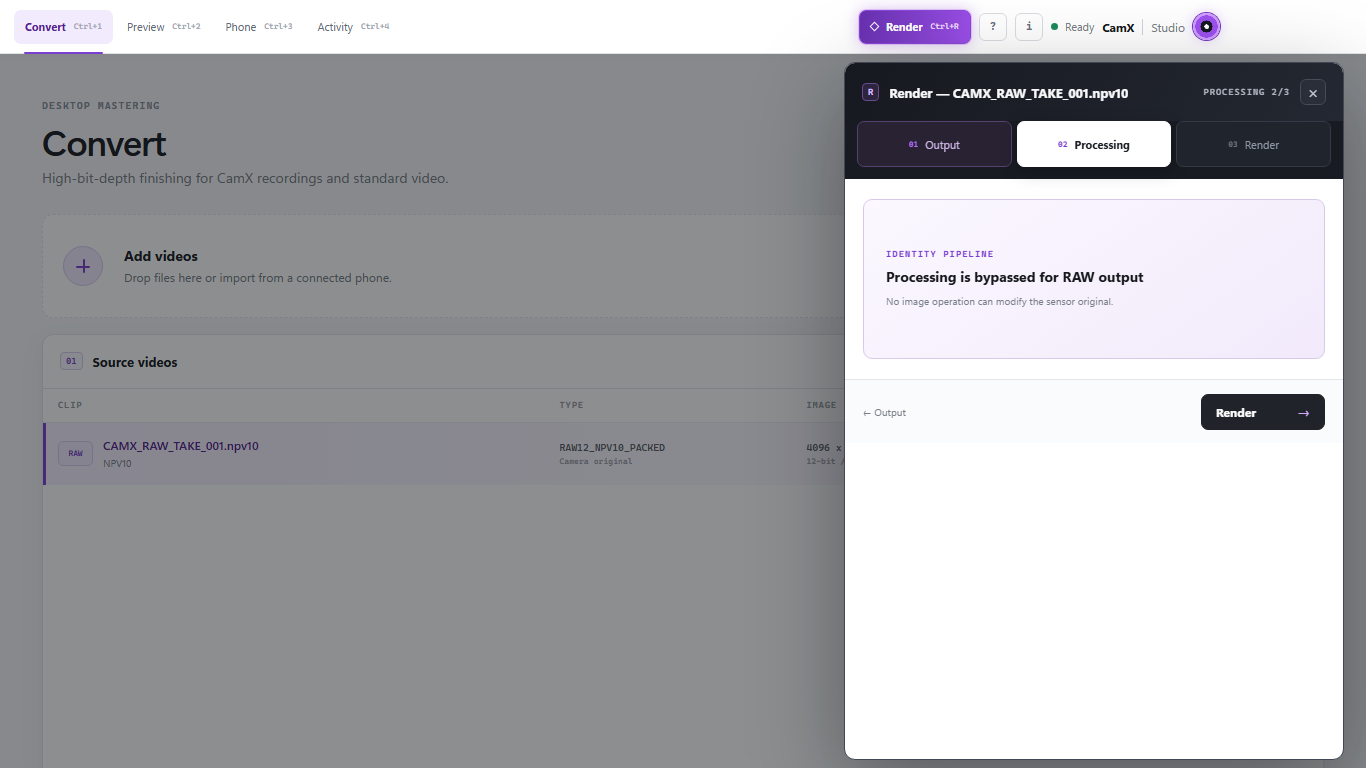 Convert Ctrl+1 Preview Ctrl+2 Phone Ctrl+3 Activity Ctrl+4
Render Ctrl+R ? i Ready CamX Studio
DESKTOP MASTERING
Convert
High-bit-depth finishing for CamX recordings and standard video.
Add videos
Drop files here or import from a connected phone.
01 Source videos
CLIP TYPE IMAGE
RAW CAMX_RAW_TAKE_001.npv10 RAW12_NPV10_PACKED 4096 x
NPV10 Camera original 12-bit /
R Render — CAMX_RAW_TAKE_001.npv10 PROCESSING 2/3 ×
01 Output 02 Processing 03 Render
IDENTITY PIPELINE
Processing is bypassed for RAW output
No image operation can modify the sensor original.
← Output Render →